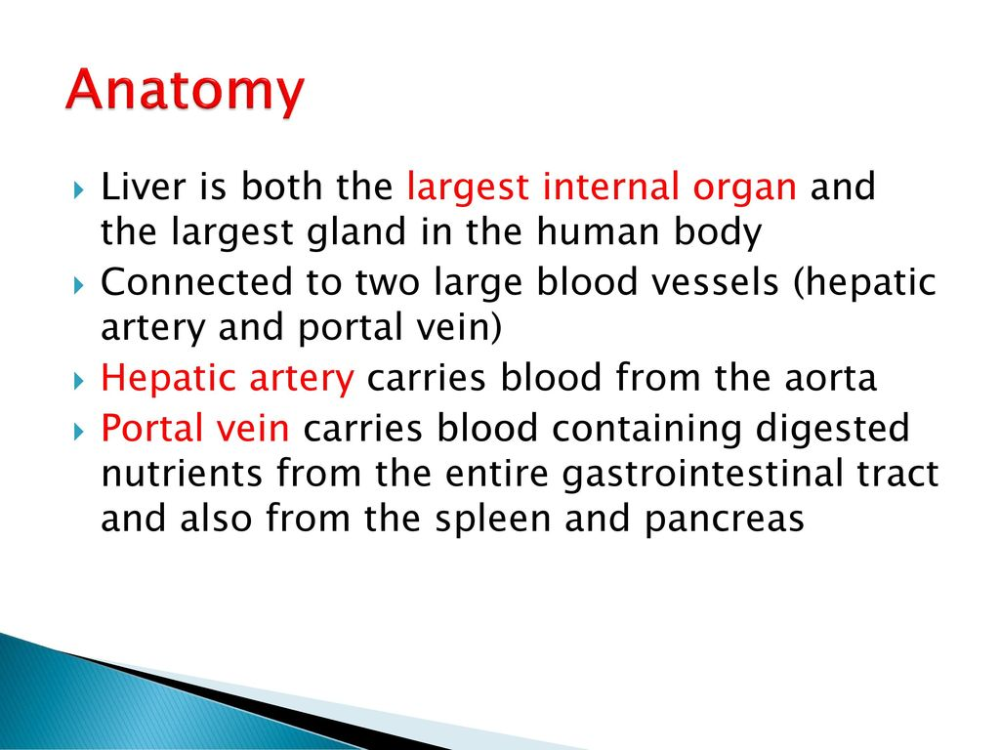 Anatomy
Liver is both the largest internal organ and
the largest gland in the human body
Connected to two large blood vessels (hepatic
artery and portal vein)
Hepatic artery carries blood from the aorta
Portal vein carries blood containing digested
nutrients from the entire gastrointestinal tract
and also from the spleen and pancreas